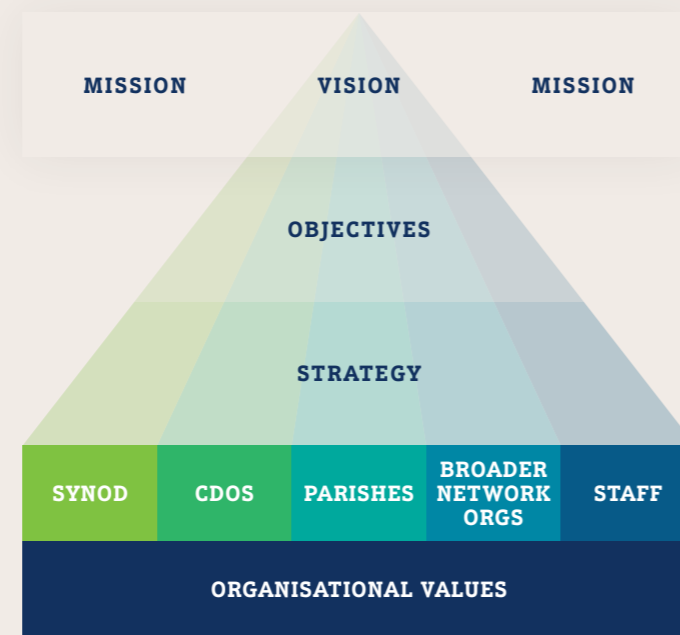 MISSION VISION MISSION
OBJECTIVES
STRATEGY
SYNOD CDOS PARISHES BROADER NETWORK ORGS STAFF
ORGANISATIONAL VALUES